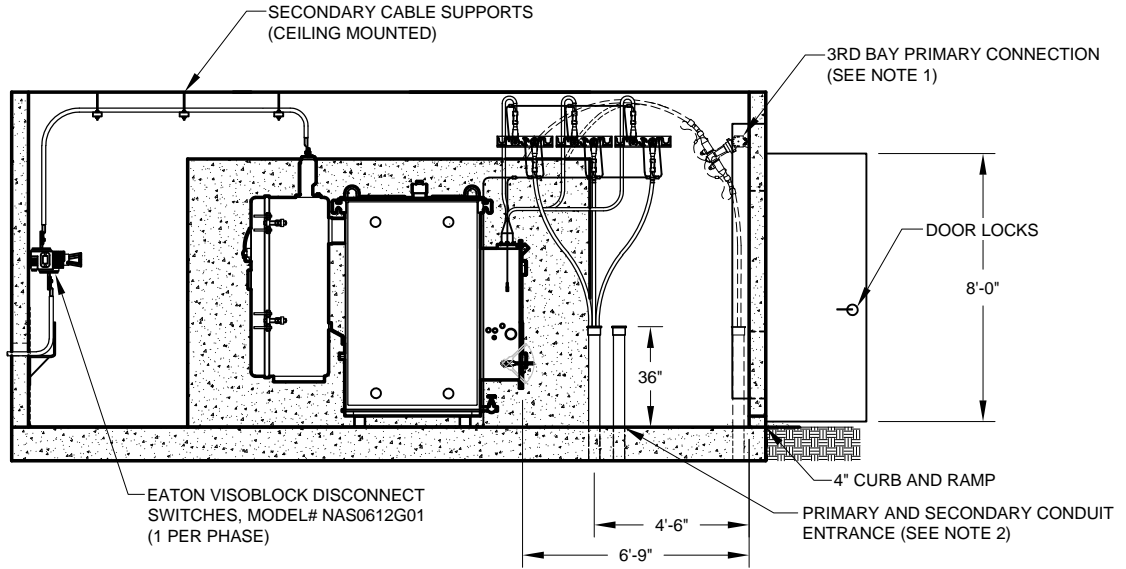 SECONDARY CABLE SUPPORTS
(CEILING MOUNTED)
3RD BAY PRIMARY CONNECTION
(SEE NOTE 1)
DOOR LOCKS
8'-0"
36"
4" CURB AND RAMP
EATON VISOBLOCK DISCONNECT
SWITCHES, MODEL# NAS0612G01
(1 PER PHASE)
PRIMARY AND SECONDARY CONDUIT
ENTRANCE (SEE NOTE 2)
4'-6"
6'-9"